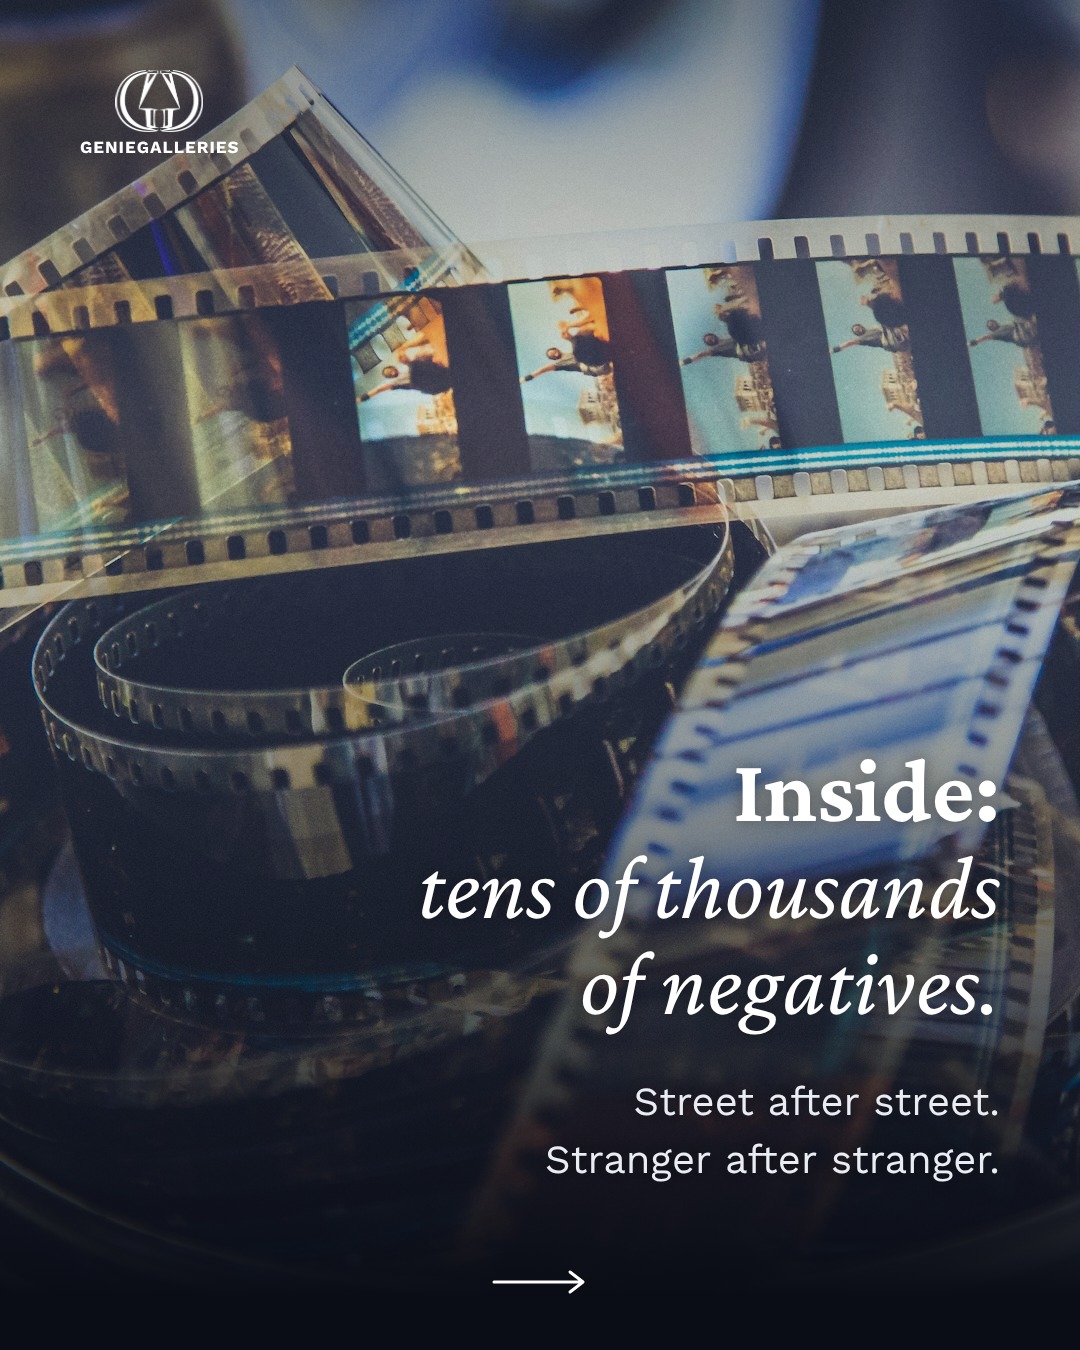 GENIEGALLERIES
Inside:
tens of thousands
of negatives.
Street after street.
Stranger after stranger.